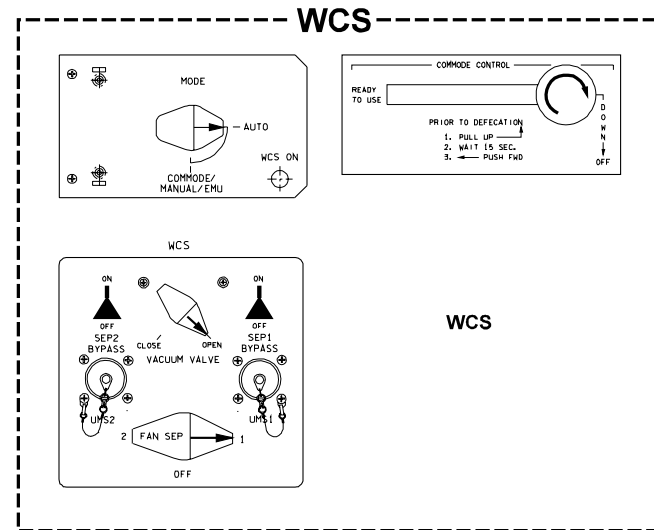 WCS
MODE
AUTO
WCS ON
COMMODE/
MANUAL/EMU
COMMODE CONTROL
READY
TO USE
PRIOR TO DEFECATION
1. PULL UP
2. WAIT 15 SEC.
3. PUSH FWD
DOWN
OFF
WCS
ON
ON
OFF
SEP2
BYPASS
CLOSE
OPEN
VACUUM VALVE
OFF
SEP1
BYPASS
UMS2
UMS1
2
FAN SEP
1
OFF
WCS